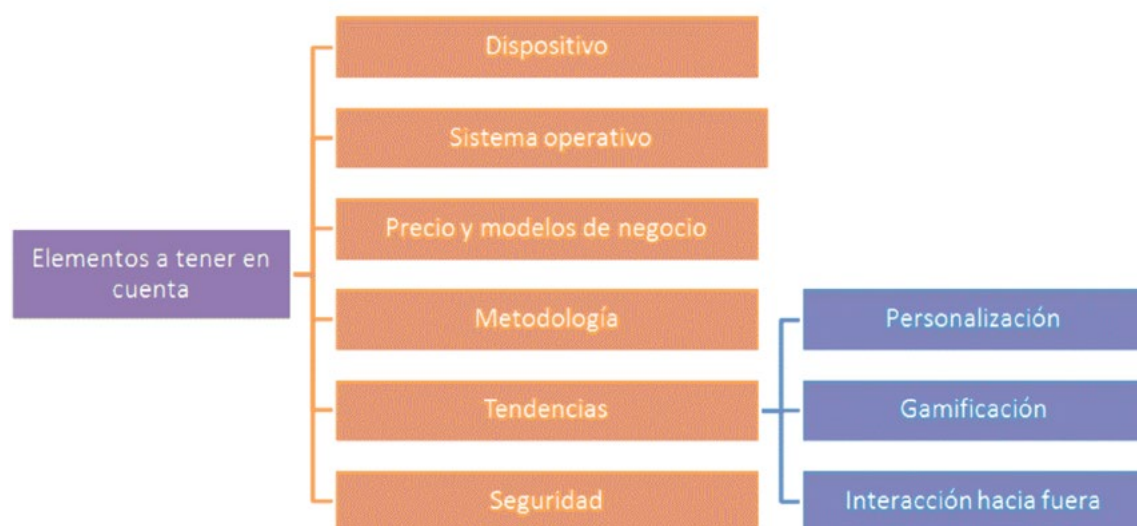 Elementos a tener en
cuenta
Dispositivo
Sistema operativo
Precio y modelos de negocio
Metodología
Tendencias
Seguridad
Personalización
Gamificación
Interacción hacia fuera